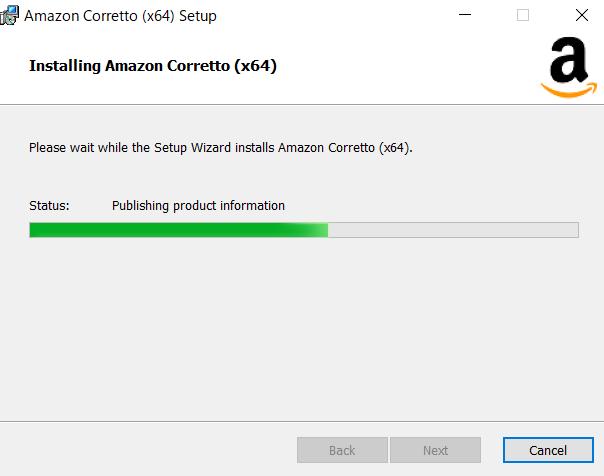 Amazon Corretto (x64) Setup
Installing Amazon Corretto (x64)
a
Please wait while the Setup Wizard installs Amazon Corretto (x64).
Status: Publishing product information
Back Next Cancel